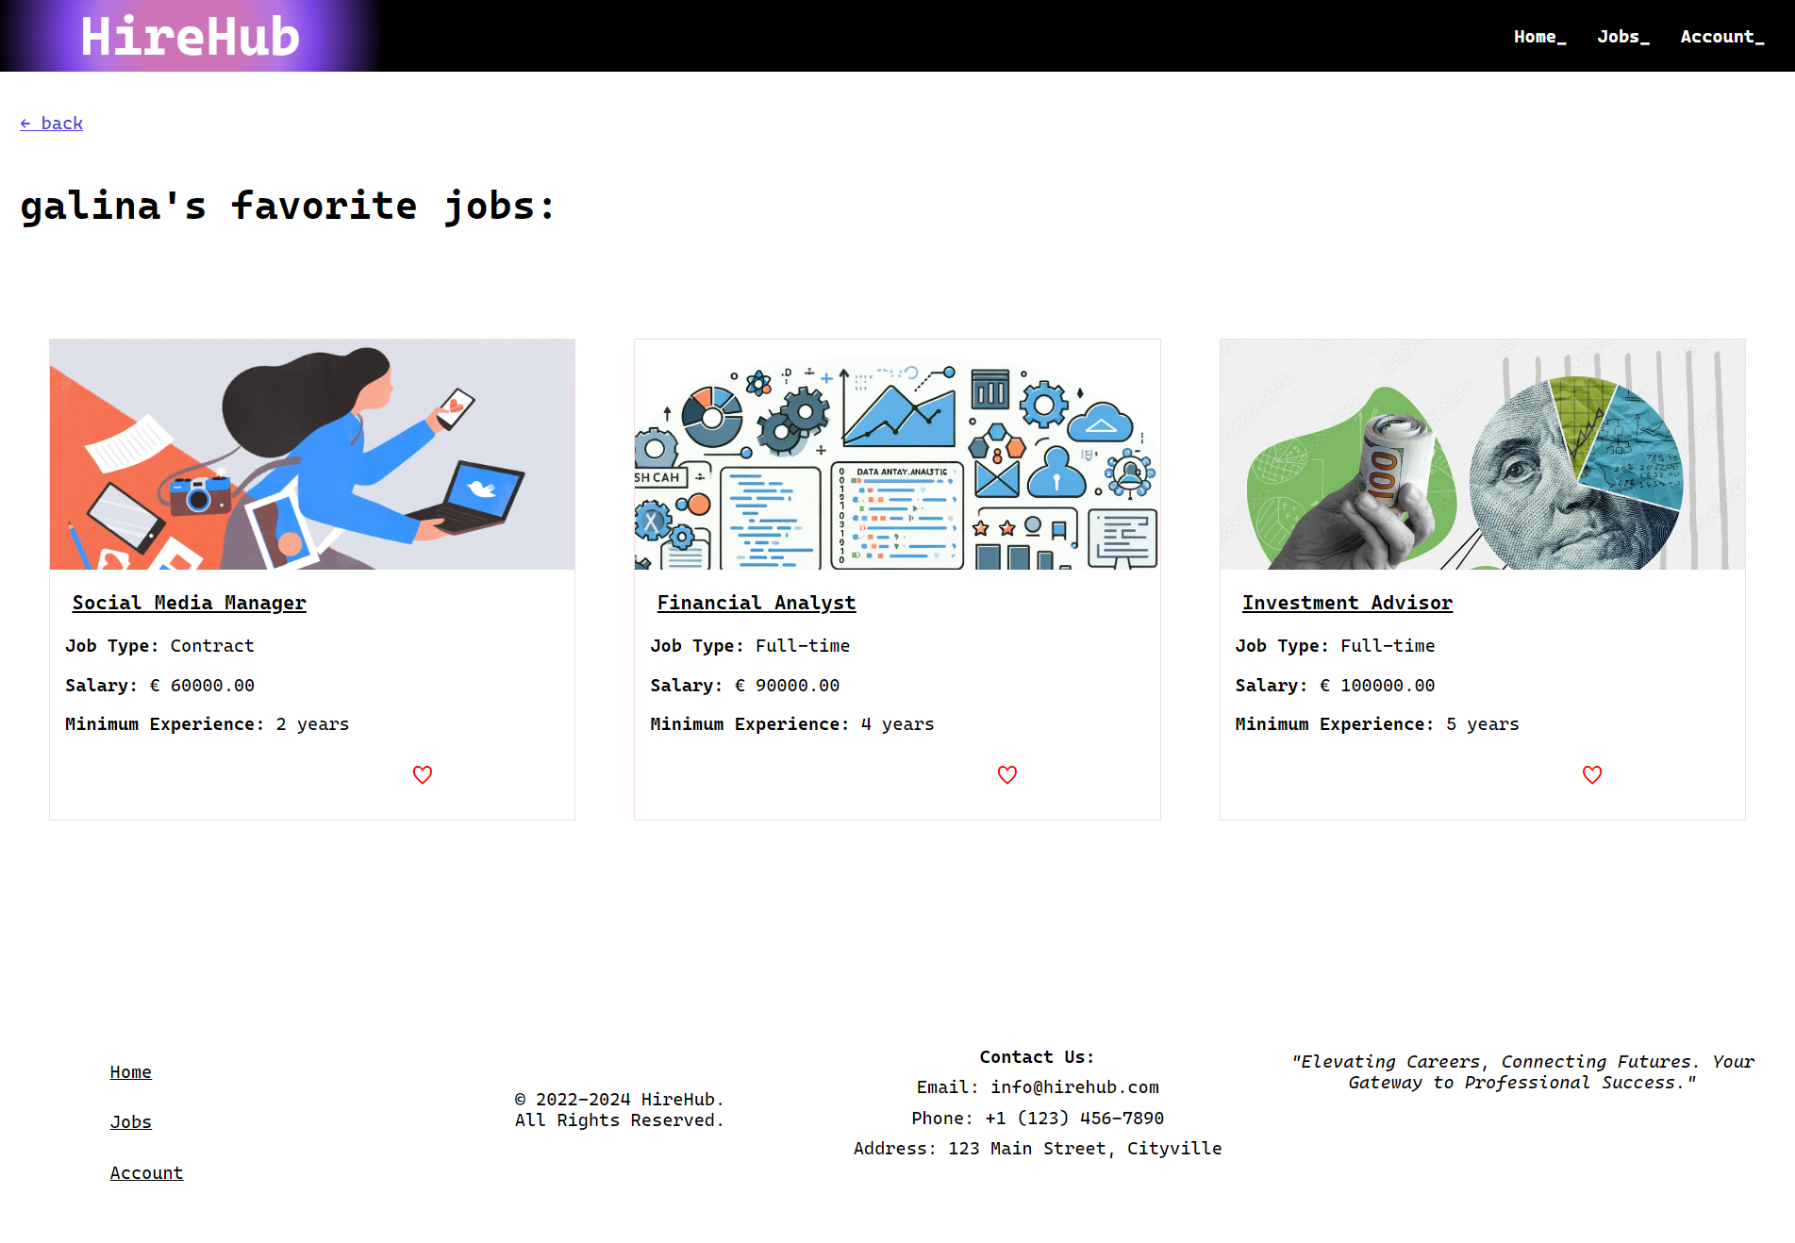 HireHub
Home_ Jobs_ Account_
← back
galina's favorite jobs:
SH CAH
DATA ANTAY.ANALSTIC
100
Social Media Manager
Job Type: Contract
Salary: € 60000.00
Minimum Experience: 2 years
Financial Analyst
Job Type: Full-time
Salary: € 90000.00
Minimum Experience: 4 years
Investment Advisor
Job Type: Full-time
Salary: € 100000.00
Minimum Experience: 5 years
Home
Jobs
Account
© 2022-2024 HireHub.
All Rights Reserved.
Contact Us:
Email: info@hirehub.com
Phone: +1 (123) 456-7890
Address: 123 Main Street, Cityville
"Elevating Careers, Connecting Futures. Your
Gateway to Professional Success."